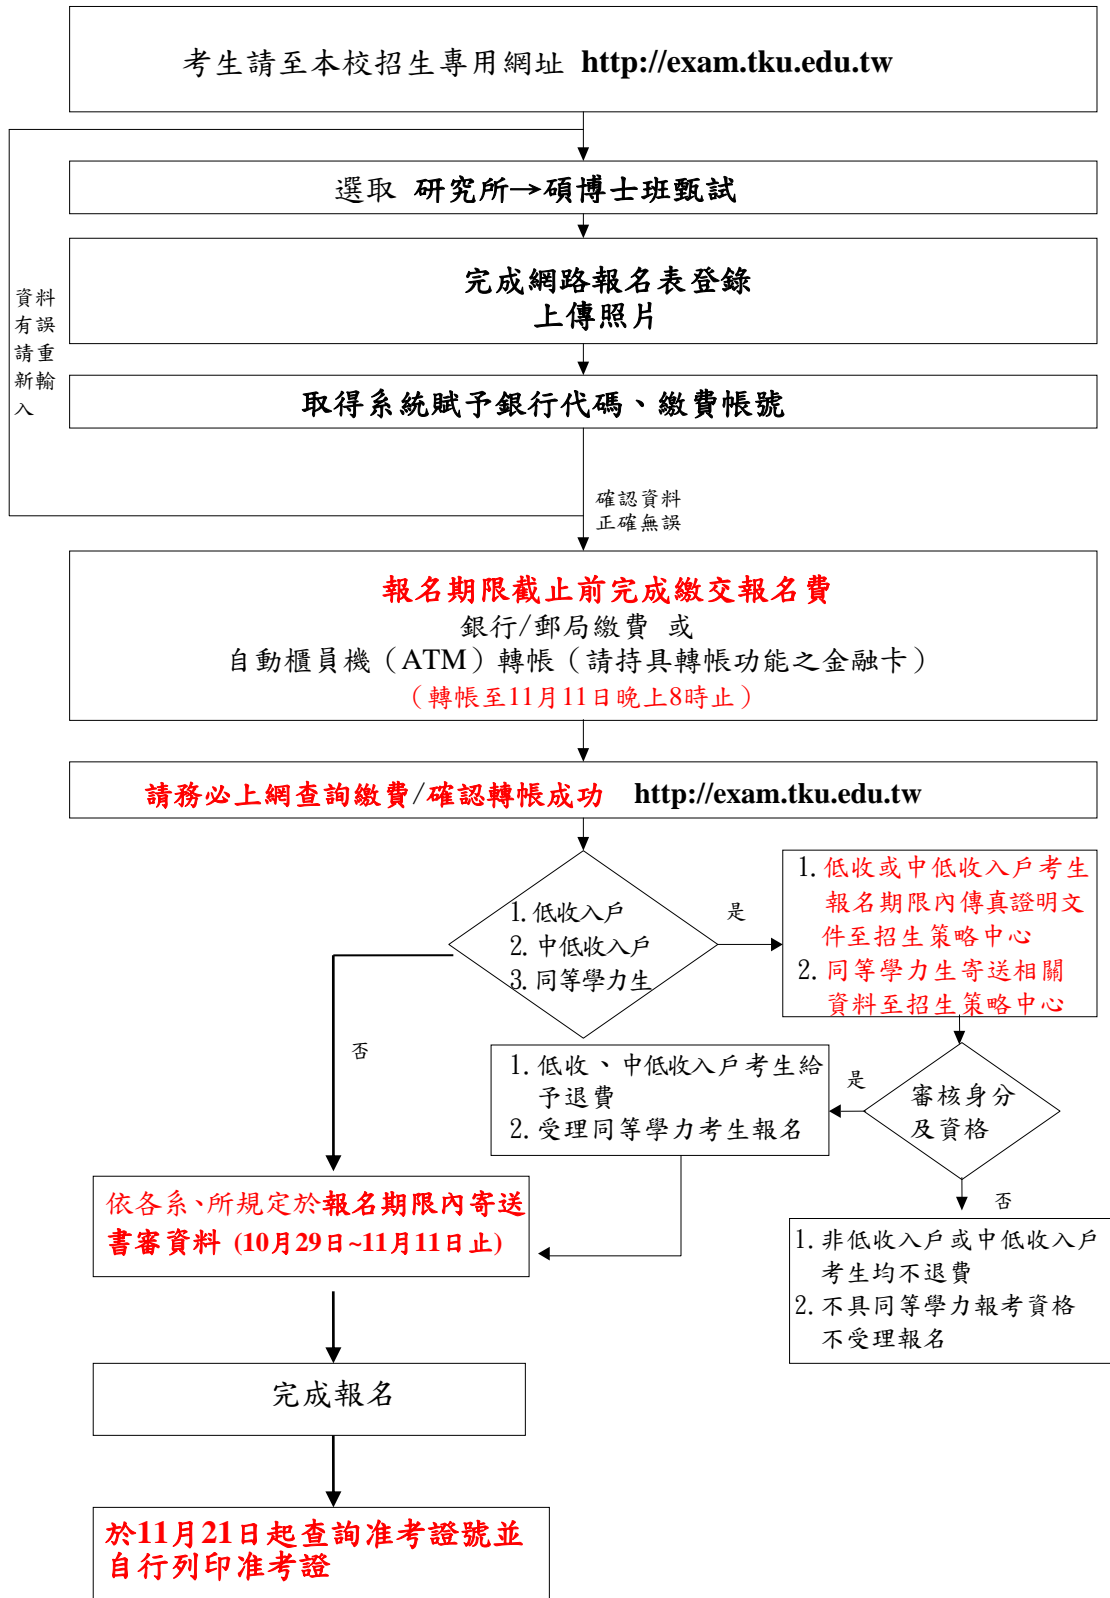 考生請至本校招生專用網址 http://exam.tku.edu.tw
選取 研究所→碩博士班甄試
完成網路報名表登錄
上傳照片
資料
有誤
請重
新輸
入
取得系統賦予銀行代碼、繳費帳號
確認資料
正確無誤
報名期限截止前完成繳交報名費
銀行/郵局繳費 或
自動櫃員機（ATM）轉帳（請持具轉帳功能之金融卡）
（轉帳至11月11日晚上8時止）
請務必上網查詢繳費/確認轉帳成功 http://exam.tku.edu.tw
1. 低收入戶
2. 中低收入戶
3. 同等學力生
是
1. 低收或中低收入戶考生
報名期限內傳真證明文
件至招生策略中心
2. 同等學力生寄送相關
資料至招生策略中心
否
1. 低收、中低收入戶考生給
予退費
2. 受理同等學力考生報名
是
審核身分
及資格
否
依各系、所規定於報名期限內寄送
書審資料 (10月29日~11月11日止)
1. 非低收入戶或中低收入戶
考生均不退費
2. 不具同等學力報考資格
不受理報名
完成報名
於11月21日起查詢准考證號並
自行列印准考證